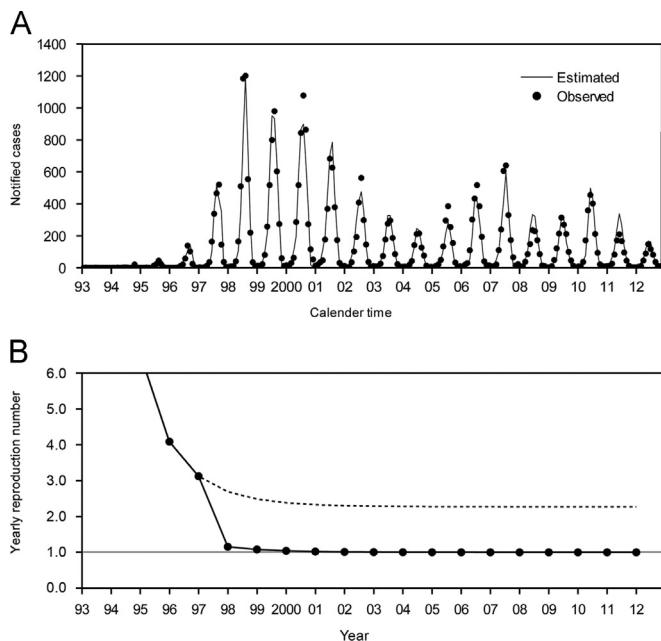 A
1400
1200
1000
800
600
400
200
0
Notified cases
Estimated
Observed
93 94 95 96 97 98 99 2000 01 02 03 04 05 06 07 08 09 10 11 12
Calender time
B
6.0
5.0
4.0
3.0
2.0
1.0
0.0
Yearly reproduction number
93 94 95 96 97 98 99 2000 01 02 03 04 05 06 07 08 09 10 11 12
Year